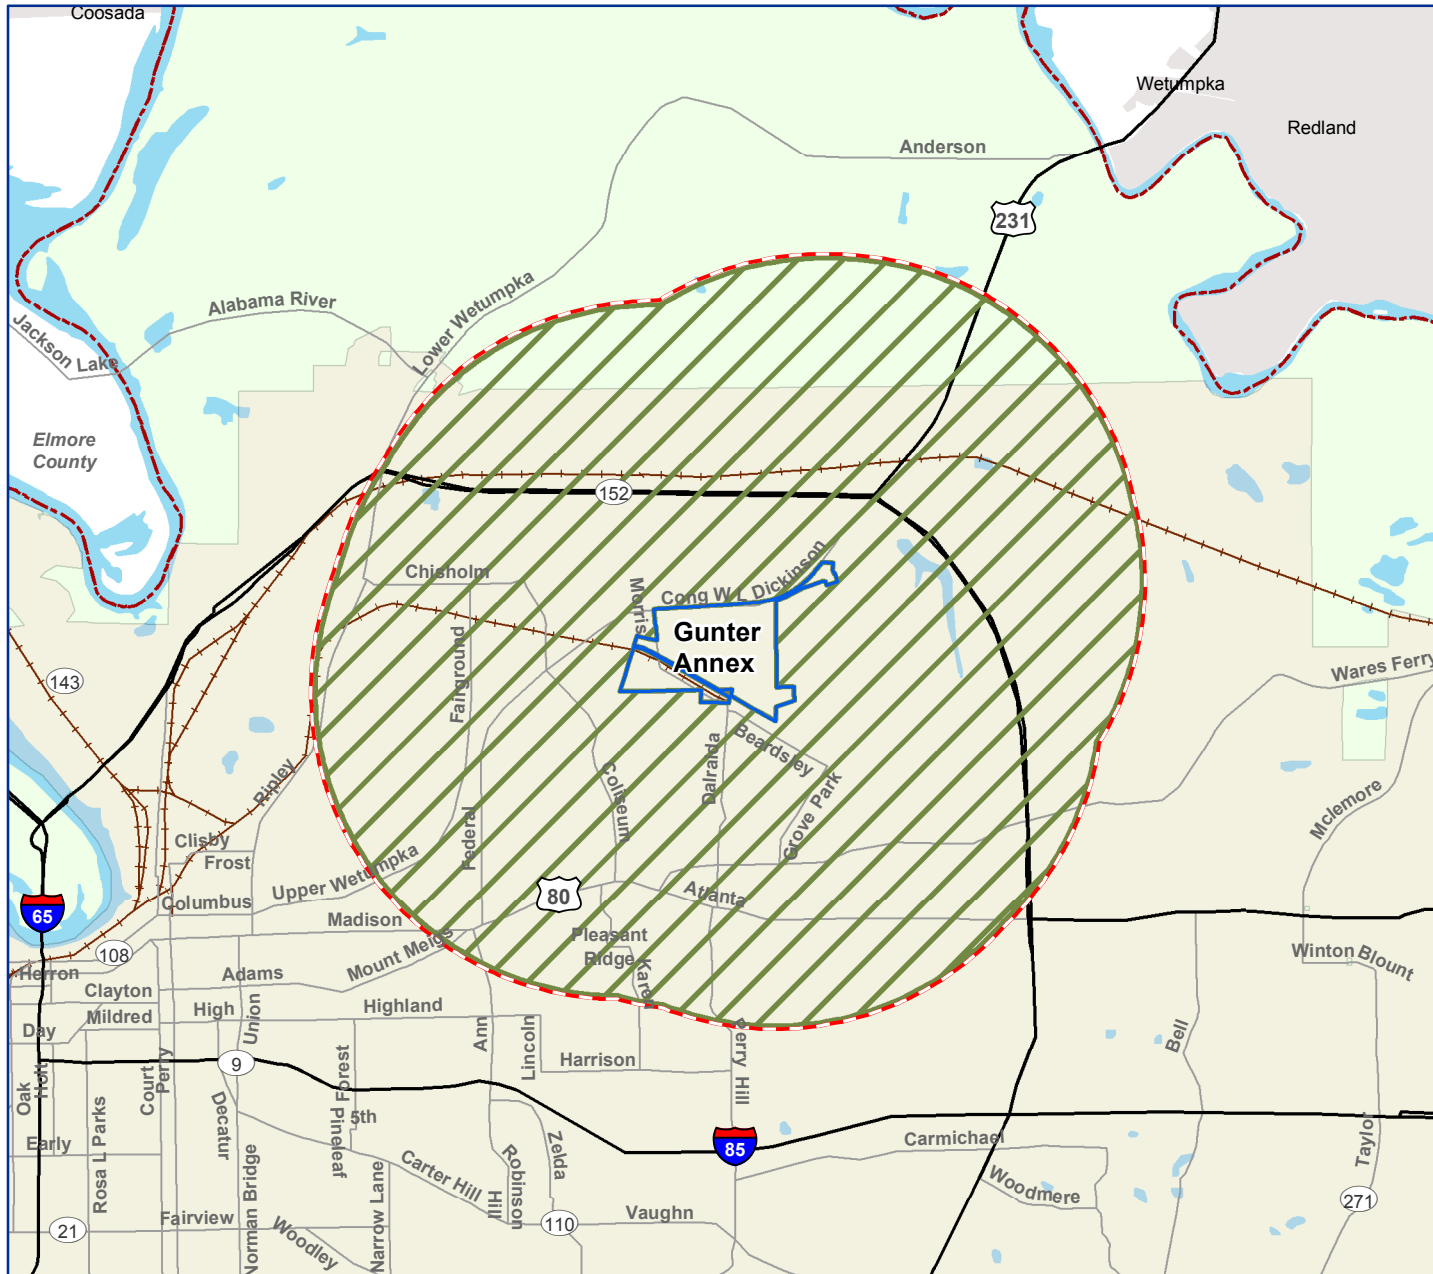 Coosada
Wetumpka
Redland
Anderson
231
Lower Wetumpka
Alabama River
Jackson Lake
Elmore
County
152
Chisholm
Morris
Cong W L Dickinson
Gunter
Annex
Fairground
143
Wares Ferry
Beardsley
Dalraida
Coliseum
Ripley
Grove Park
Mclemore
Federal
Clisby
Frost
Upper Wetumpka
80
Atlanta
Columbus
65
Madison
Mount Meigs
Pleasant
Ridge
Karen
108
Winton Blount
Herron
Adams
Clayton
High
Highland
Union
Mildred
Day
Ann
Lincoln
Perry Hill
Bell
Harrison
9
Forest
Court
Perry
Oak
Holt
Rosa L Parks
Decatur
Pineleaf
5th
85
Carmichael
Taylor
Early
Zelda
Robinson
Hill
Carter Hill
Norman Bridge
Narrow Lane
Woodmere
271
21
Fairview
Woodley
110
Vaughn